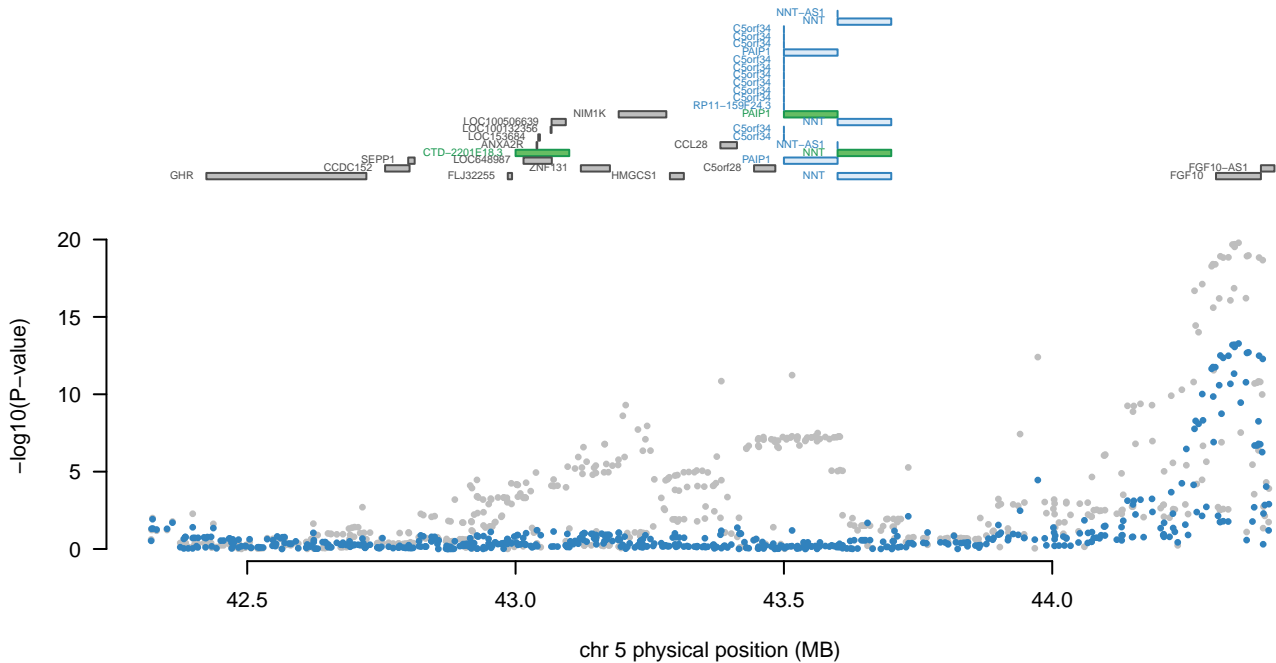 NNT−AS1
NNT
C5orf34
C5orf34
C5orf34
PAIP1
C5orf34
C5orf34
C5orf34
C5orf34
C5orf34
C5orf34
RP11−159F24.3
NIM1K PAIP1
LOC100506639 NNT
LOC100132356 C5orf34
LOC153684 C5orf34
ANXA2R CCL28 NNT−AS1
CTD−2201E18.3 NNT
SEPP1 LOC648987 PAIP1
CCDC152 ZNF131 C5orf28 FGF10−AS1
GHR FLJ32255 HMGCS1 NNT FGF10
20
15
10
5
0
−log10(P−value)
42.5 43.0 43.5 44.0
chr 5 physical position (MB)